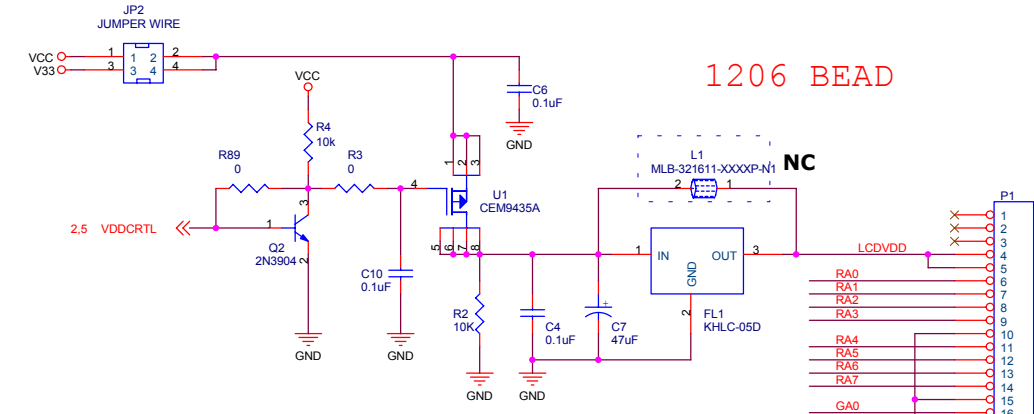 JP2
JUMPER WIRE
VCC 1 1 2 2
V33 3 3 4 4
VCC
C6
0.1uF
GND
1206 BEAD
R4
10k
R89
0
R3
0
1 2 3
4
U1
CEM9435A
L1
MLB-321611-XXXXP-N1
NC
2 1
2,5 VDDCRTL
1
3
2
Q2
2N3904
5 6 7 8
C10
0.1uF
GND
GND
R2
10K
GND
C4
0.1uF
GND
C7
47uF
+
1 IN OUT 3
GND
2
FL1
KHLC-05D
P1
1
2
3
LCDVDD 4
5
RA0 6
RA1 7
RA2 8
RA3 9
10
RA4 11
RA5 12
RA6 13
RA7 14
15
GA0 16